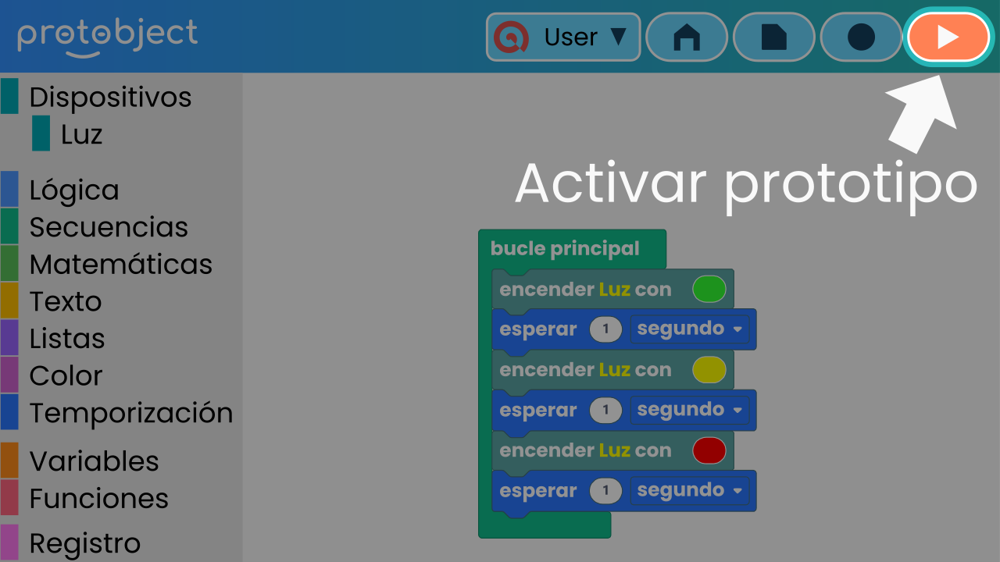 protobject
User
Dispositivos
Luz
Lógica
Secuencias
Matemáticas
Texto
Listas
Color
Temporización
Variables
Funciones
Registro
Activar prototipo
bucle principal
encender Luz con
esperar 1 segundo
encender Luz con
esperar 1 segundo
encender Luz con
esperar 1 segundo